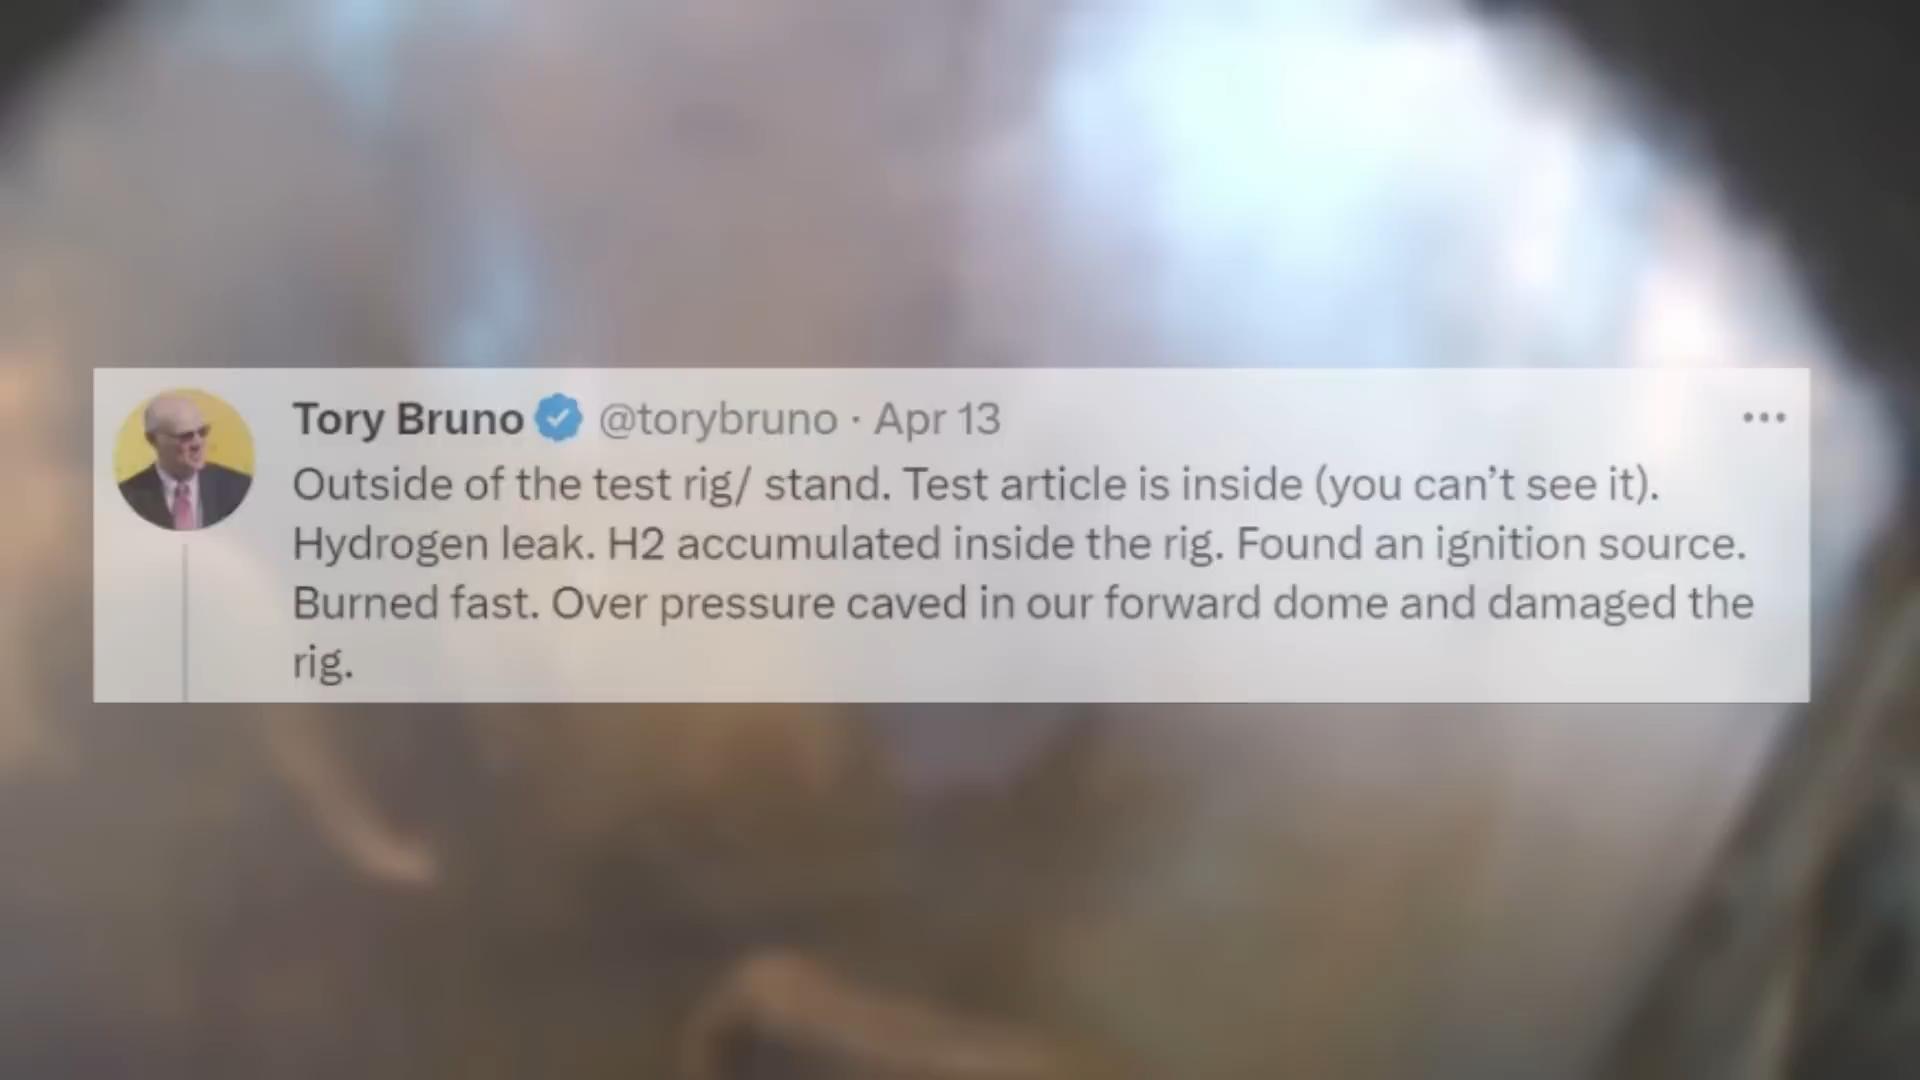 Tory Bruno @torybruno · Apr 13
Outside of the test rig/ stand. Test article is inside (you can’t see it).
Hydrogen leak. H2 accumulated inside the rig. Found an ignition source.
Burned fast. Over pressure caved in our forward dome and damaged the
rig.